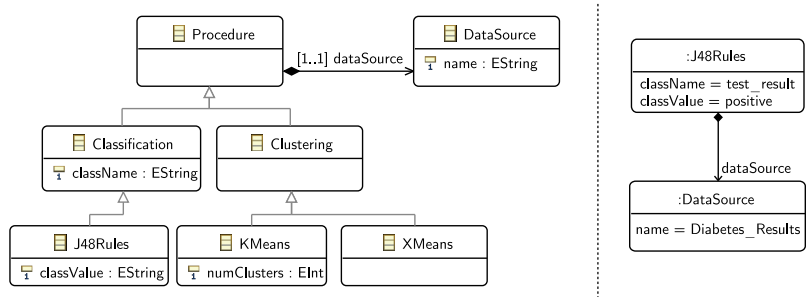 Procedure
[1..1] dataSource
DataSource
name : EString
Classification
className : EString
Clustering
J48Rules
classValue : EString
KMeans
numClusters : EInt
XMeans
:J48Rules
className = test_result
classValue = positive
dataSource
:DataSource
name = Diabetes_Results